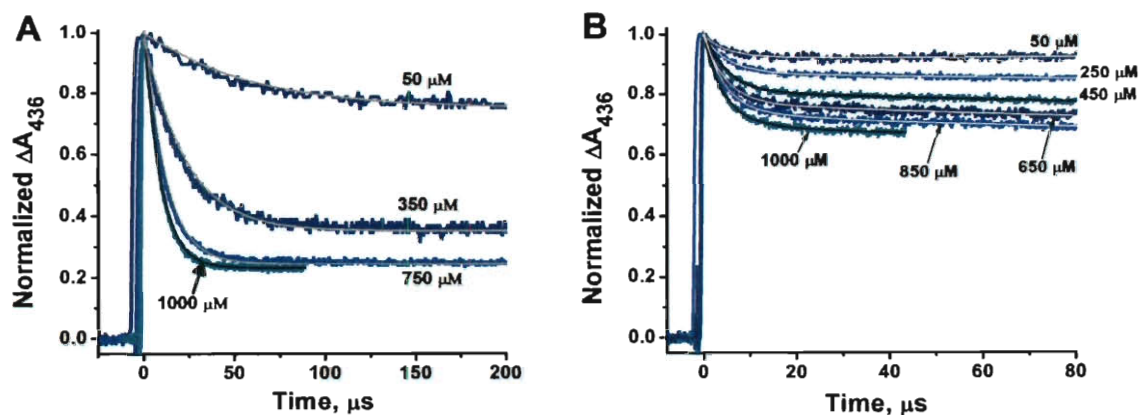 A
Normalized ΔA436
1.0
0.8
0.6
0.4
0.2
0.0
50 µM
350 µM
750 µM
1000 µM
0
50
100
150
200
Time, µs
B
Normalized ΔA436
1.0
0.8
0.6
0.4
0.2
0.0
50 µM
250 µM
450 µM
650 µM
850 µM
1000 µM
0
20
40
60
80
Time, µs